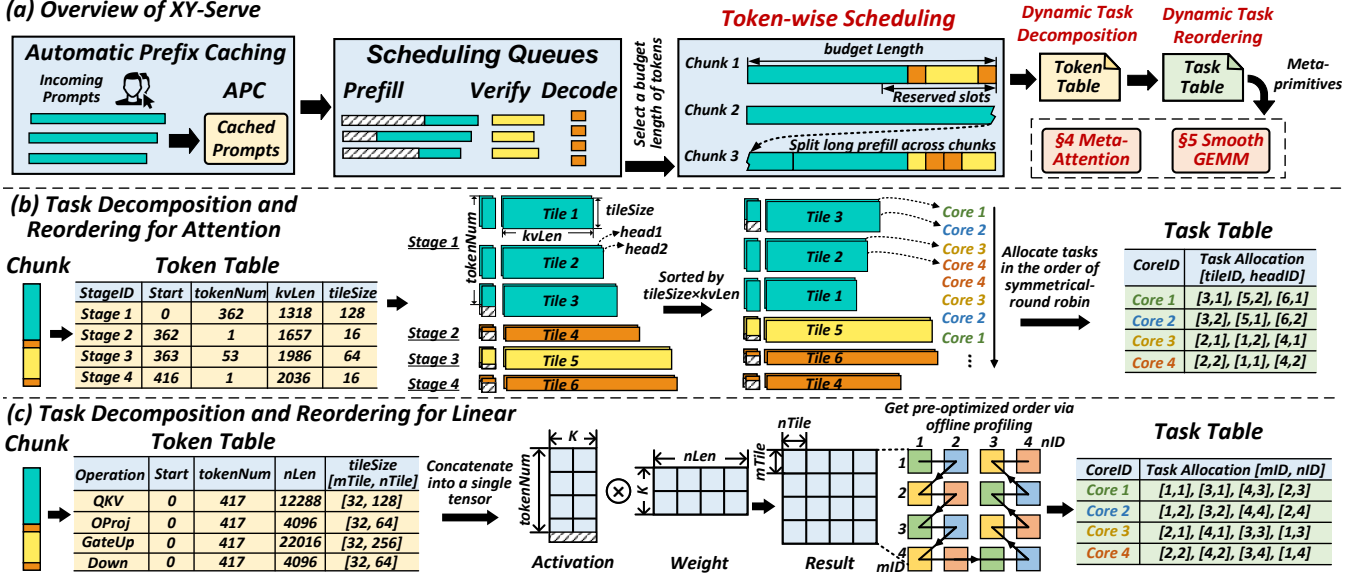 (a) Overview of XY-Serve
Automatic Prefix Caching
Incoming
Prompts
APC
Cached
Prompts
Scheduling Queues
Prefill
Verify
Decode
Select a budget
length of tokens
Token-wise Scheduling
budget Length
Chunk 1
Reserved slots
Chunk 2
Split long prefill across chunks
Chunk 3
Dynamic Task
Decomposition
Dynamic Task
Reordering
Token
Table
Task
Table
Meta-
primitives
§4 Meta-
Attention
§5 Smooth
GEMM
(b) Task Decomposition and
Reordering for Attention
Chunk
Token Table
StageID Start tokenNum kvLen tileSize
Stage 1 0 362 1318 128
Stage 2 362 1 1657 16
Stage 3 363 53 1986 64
Stage 4 416 1 2036 16
Stage 1
tokenNum
Tile 1
tileSize
kvLen
head1
head2
Tile 2
Tile 3
Stage 2
Tile 4
Stage 3
Tile 5
Stage 4
Tile 6
Sorted by
tileSize×kvLen
Tile 3
Tile 2
Tile 1
Tile 5
Tile 6
Tile 4
Core 1
Core 2
Core 3
Core 4
Core 4
Core 3
Core 2
Core 1
...
Allocate tasks
in the order of
symmetrical-
round robin
Task Table
CoreID Task Allocation
[tileID, headID]
Core 1 [3,1], [5,2], [6,1]
Core 2 [3,2], [5,1], [6,2]
Core 3 [2,1], [1,2], [4,1]
Core 4 [2,2], [1,1], [4,2]
(c) Task Decomposition and Reordering for Linear
Chunk
Token Table
Operation Start tokenNum nLen tileSize
[mTile, nTile]
QKV 0 417 12288 [32, 128]
OProj 0 417 4096 [32, 64]
GateUp 0 417 22016 [32, 256]
Down 0 417 4096 [32, 64]
Concatenate
into a single
tensor
K
tokenNum
Activation
nLen
K
Weight
nTile
mTile
Result
Get pre-optimized order via
offline profiling
1 2 3 4 nID
1
2
3
4
mID
Task Table
CoreID Task Allocation [mID, nID]
Core 1 [1,1], [3,1], [4,3], [2,3]
Core 2 [1,2], [3,2], [4,4], [2,4]
Core 3 [2,1], [4,1], [3,3], [1,3]
Core 4 [2,2], [4,2], [3,4], [1,4]